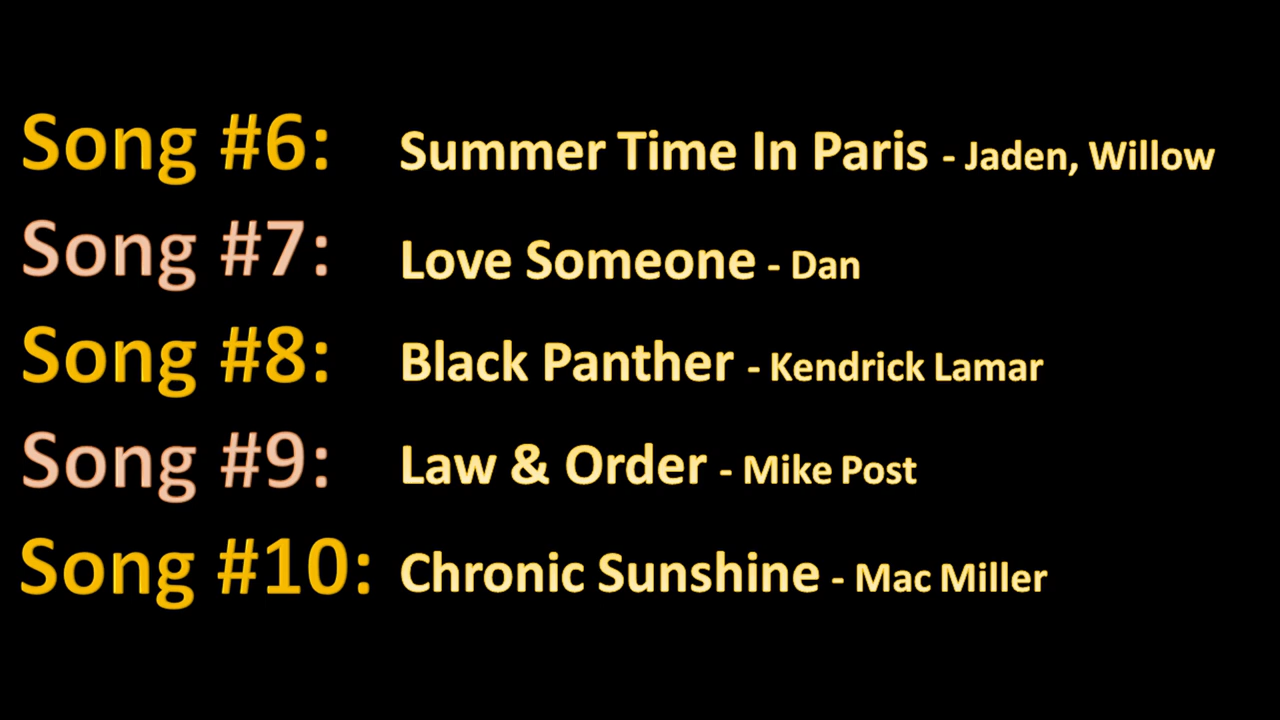 Song #6: Summer Time In Paris - Jaden, Willow
Song #7: Love Someone - Dan
Song #8: Black Panther - Kendrick Lamar
Song #9: Law & Order - Mike Post
Song #10: Chronic Sunshine - Mac Miller